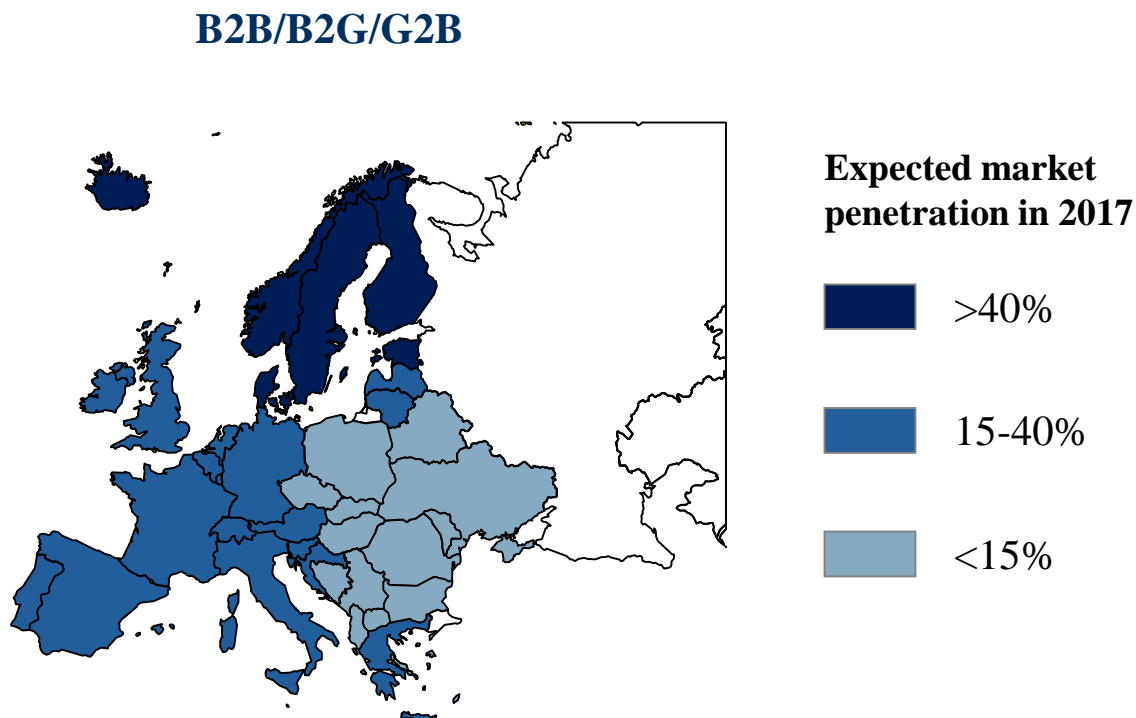 B2B/B2G/G2B
Expected market
penetration in 2017
>40%
15-40%
<15%